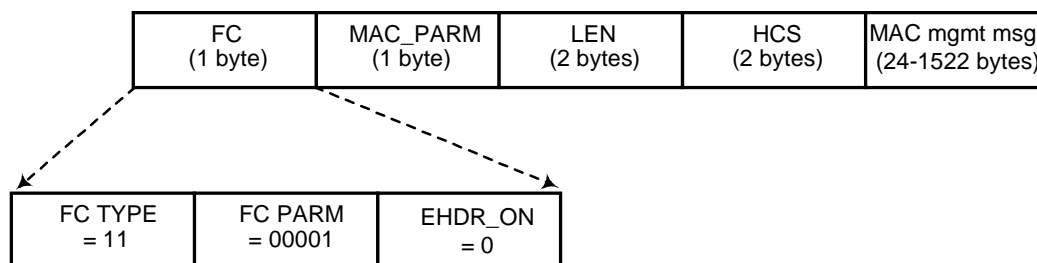 FC MAC_PARM LEN HCS MAC mgmt msg
(1 byte) (1 byte) (2 bytes) (2 bytes) (24-1522 bytes)
FC TYPE FC PARM EHDR_ON
= 11 = 00001 = 0